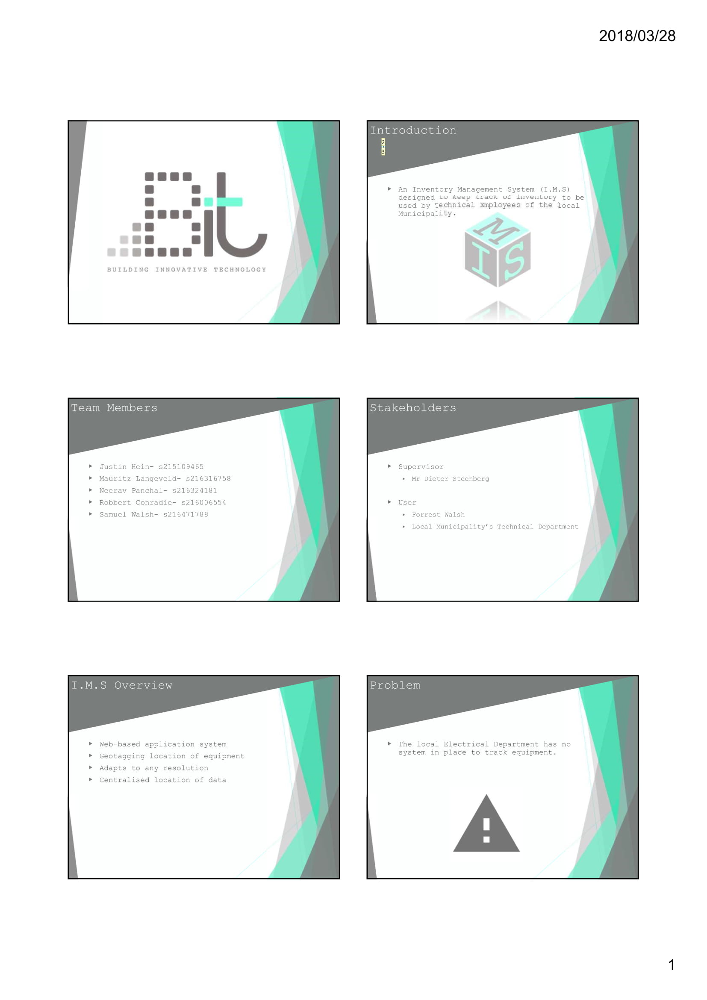 2018/03/28
Bit
BUILDING INNOVATIVE TECHNOLOGY
Introduction
2
3
An Inventory Management System (I.M.S)
designed to keep track of inventory to be
used by Technical Employees of the local
Municipality.
M
I S
Team Members
Justin Hein- s215109465
Mauritz Langeveld- s216316758
Neerav Panchal- s216324181
Robbert Conradie- s216006554
Samuel Walsh- s216471788
Stakeholders
Supervisor
Mr Dieter Steenberg
User
Forrest Walsh
Local Municipality’s Technical Department
I.M.S Overview
Web-based application system
Geotagging location of equipment
Adapts to any resolution
Centralised location of data
Problem
The local Electrical Department has no
system in place to track equipment.
!
1